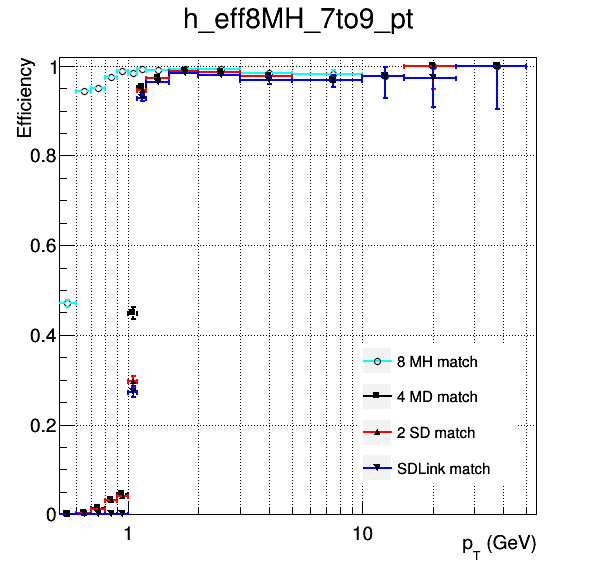 h_eff8MH_7to9_pt
Efficiency
1
0.8
0.6
0.4
0.2
0
8 MH match
4 MD match
2 SD match
SDLink match
1
10
p_T (GeV)